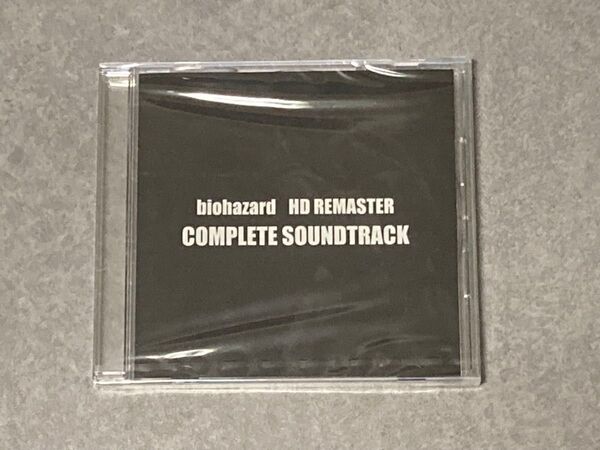 biohazard HD REMASTER
COMPLETE SOUNDTRACK